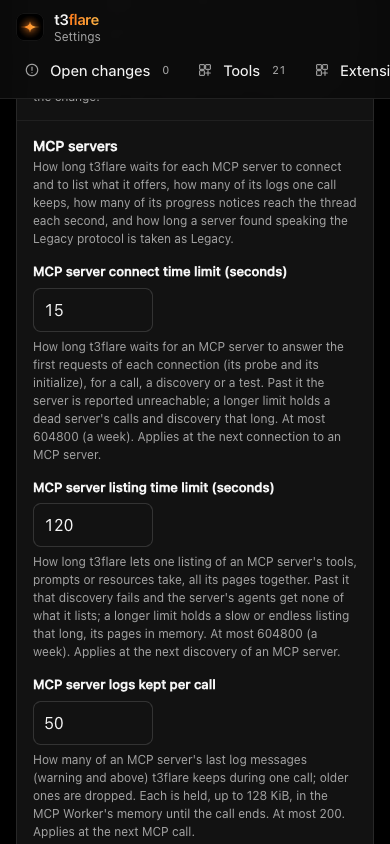 t3flare
Settings
Open changes 0
Tools 21
the change.
MCP servers
How long t3flare waits for each MCP server to connect
and to list what it offers, how many of its logs one call
keeps, how many of its progress notices reach the thread
each second, and how long a server found speaking the
Legacy protocol is taken as Legacy.
MCP server connect time limit (seconds)
15
How long t3flare waits for an MCP server to answer the
first requests of each connection (its probe and its
initialize), for a call, a discovery or a test. Past it the
server is reported unreachable; a longer limit holds a
dead server's calls and discovery that long. At most
604800 (a week). Applies at the next connection to an
MCP server.
MCP server listing time limit (seconds)
120
How long t3flare lets one listing of an MCP server's tools,
prompts or resources take, all its pages together. Past it
that discovery fails and the server's agents get none of
what it lists; a longer limit holds a slow or endless listing
that long, its pages in memory. At most 604800 (a
week). Applies at the next discovery of an MCP server.
MCP server logs kept per call
50
How many of an MCP server's last log messages
(warning and above) t3flare keeps during one call; older
ones are dropped. Each is held, up to 128 KiB, in the
MCP Worker's memory until the call ends. At most 200.
Applies at the next MCP call.